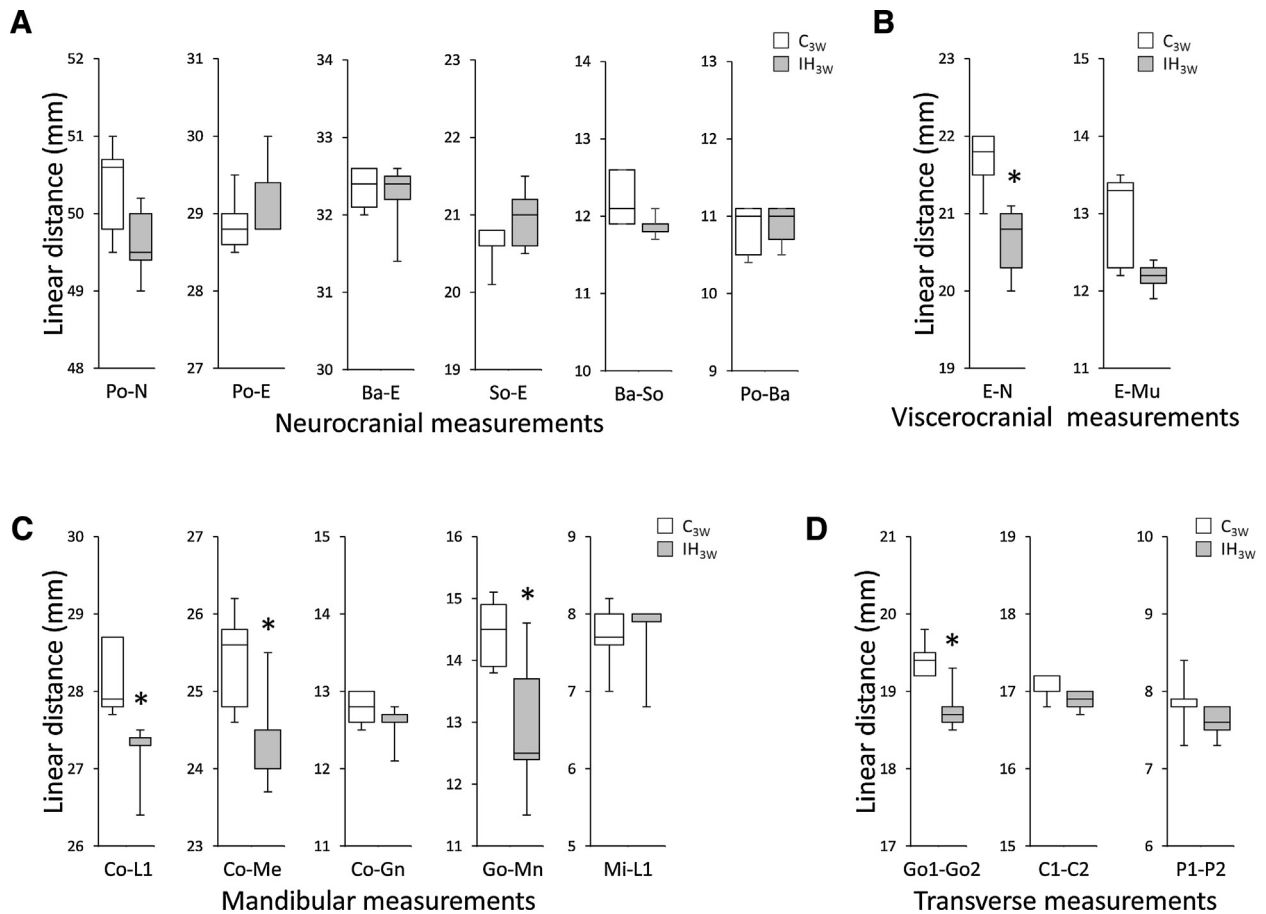 A
C3W
IH3W
Linear distance (mm)
52
51
50
49
48
Po-N
31
30
29
28
27
Po-E
34
33
32
31
30
Ba-E
23
22
21
20
19
So-E
14
13
12
11
10
Ba-So
13
12
11
10
9
Po-Ba
Neurocranial measurements
B
C3W
IH3W
Linear distance (mm)
23
22
21
20
19
*
E-N
15
14
13
12
11
E-Mu
Viscerocranial measurements
C
C3W
IH3W
Linear distance (mm)
30
29
28
27
26
*
Co-L1
27
26
25
24
23
*
Co-Me
15
14
13
12
11
Co-Gn
16
15
14
13
12
11
*
Go-Mn
9
8
7
6
5
Mi-L1
Mandibular measurements
D
C3W
IH3W
Linear distance (mm)
21
20
19
18
17
*
Go1-Go2
19
18
17
16
15
C1-C2
10
9
8
7
6
P1-P2
Transverse measurements